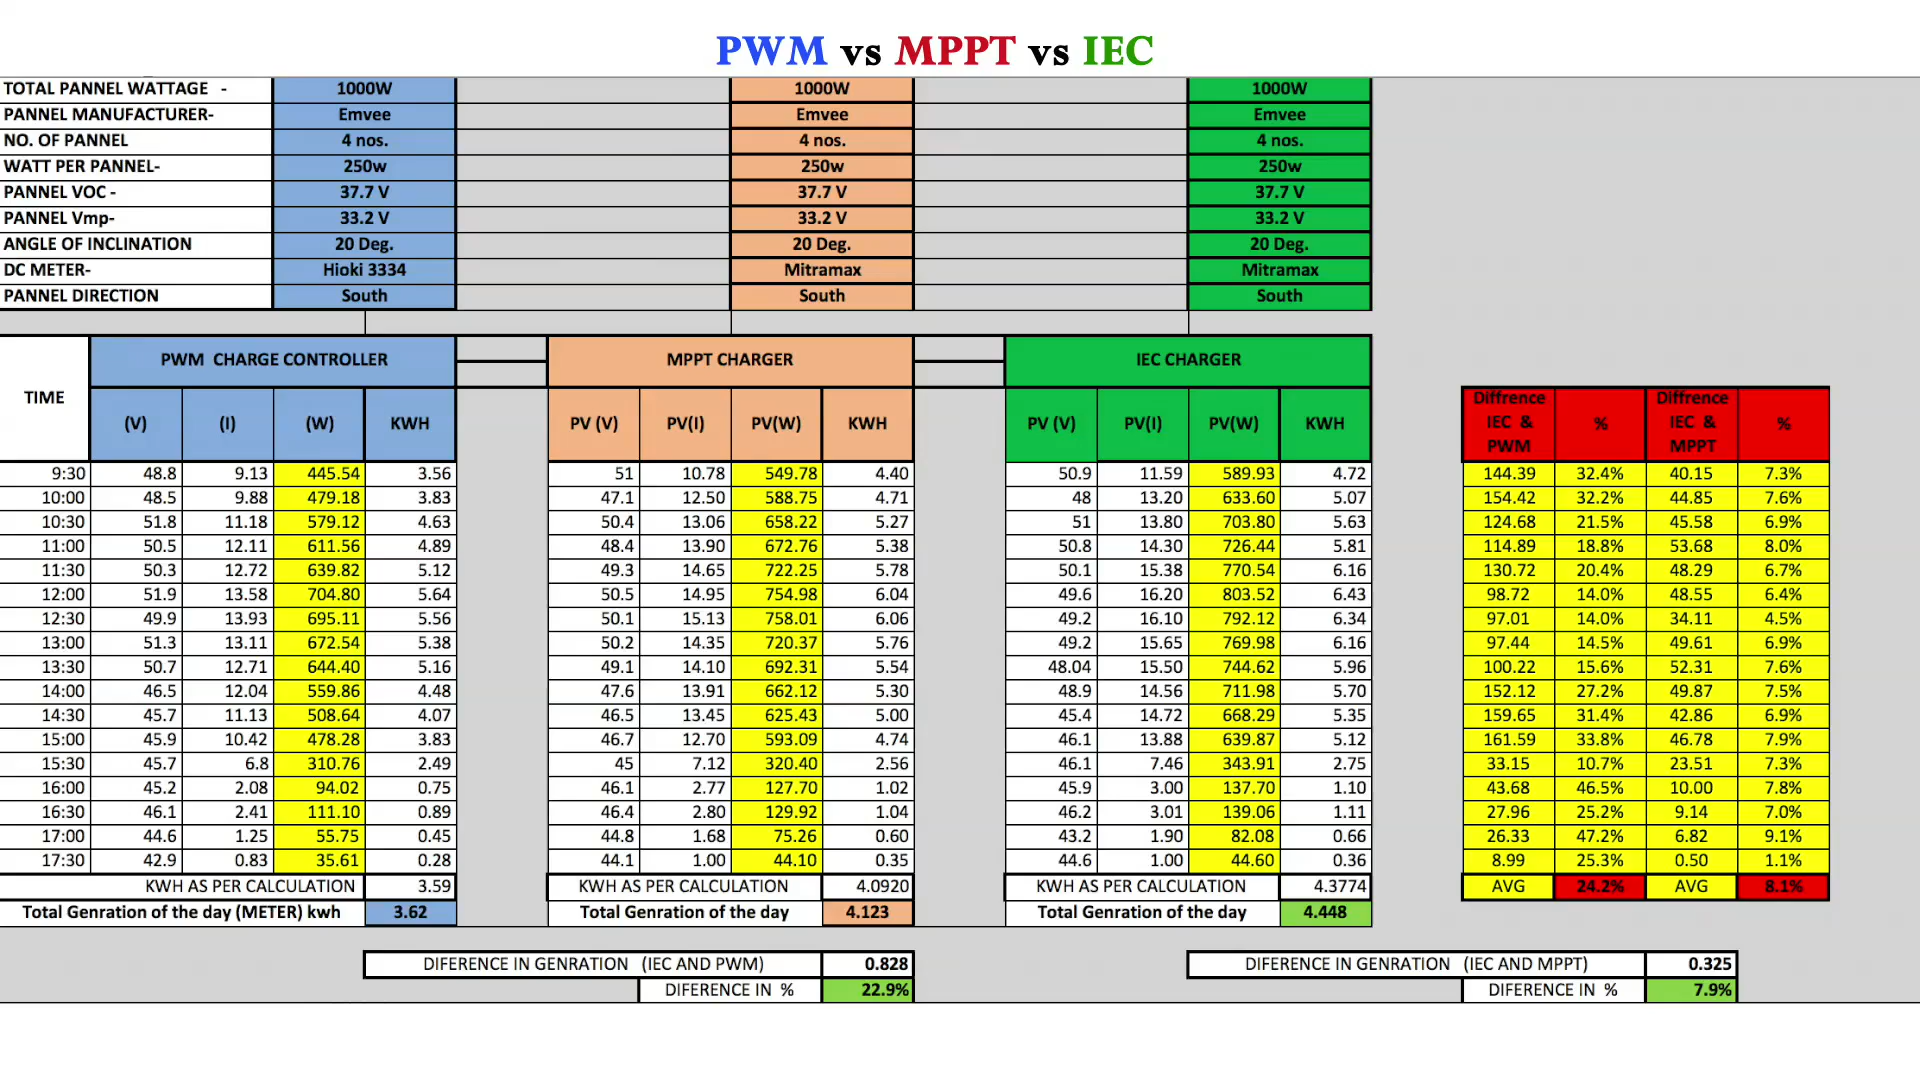 PWM vs MPPT vs IEC
TOTAL PANNEL WATTAGE - 1000W 1000W 1000W
PANNEL MANUFACTURER- Emvee Emvee Emvee
NO. OF PANNEL 4 nos. 4 nos. 4 nos.
WATT PER PANNEL- 250w 250w 250w
PANNEL VOC - 37.7 V 37.7 V 37.7 V
PANNEL Vmp- 33.2 V 33.2 V 33.2 V
ANGLE OF INCLINATION 20 Deg. 20 Deg. 20 Deg.
DC METER- Hioki 3334 Mitramax Mitramax
PANNEL DIRECTION South South South
TIME PWM CHARGE CONTROLLER MPPT CHARGER IEC CHARGER
(V) (I) (W) KWH PV (V) PV(I) PV(W) KWH PV (V) PV(I) PV(W) KWH Diffrence IEC & PWM % Diffrence IEC & MPPT %
9:30 48.8 9.13 445.54 3.56 51 10.78 549.78 4.40 50.9 11.59 589.93 4.72 144.39 32.4% 40.15 7.3%
10:00 48.5 9.88 479.18 3.83 47.1 12.50 588.75 4.71 48 13.20 633.60 5.07 154.42 32.2% 44.85 7.6%
10:30 51.8 11.18 579.12 4.63 50.4 13.06 658.22 5.27 51 13.80 703.80 5.63 124.68 21.5% 45.58 6.9%
11:00 50.5 12.11 611.56 4.89 48.4 13.90 672.76 5.38 50.8 14.30 726.44 5.81 114.89 18.8% 53.68 8.0%
11:30 50.3 12.72 639.82 5.12 49.3 14.65 722.25 5.78 50.1 15.38 770.54 6.16 130.72 20.4% 48.29 6.7%
12:00 51.9 13.58 704.80 5.64 50.5 14.95 754.98 6.04 49.6 16.20 803.52 6.43 98.72 14.0% 48.55 6.4%
12:30 49.9 13.93 695.11 5.56 50.1 15.13 758.01 6.06 49.2 16.10 792.12 6.34 97.01 14.0% 34.11 4.5%
13:00 51.3 13.11 672.54 5.38 50.2 14.35 720.37 5.76 49.2 15.65 769.98 6.16 97.44 14.5% 49.61 6.9%
13:30 50.7 12.71 644.40 5.16 49.1 14.10 692.31 5.54 48.04 15.50 744.62 5.96 100.22 15.6% 52.31 7.6%
14:00 46.5 12.04 559.86 4.48 47.6 13.91 662.12 5.30 48.9 14.56 711.98 5.70 152.12 27.2% 49.87 7.5%
14:30 45.7 11.13 508.64 4.07 46.5 13.45 625.43 5.00 45.4 14.72 668.29 5.35 159.65 31.4% 42.86 6.9%
15:00 45.9 10.42 478.28 3.83 46.7 12.70 593.09 4.74 46.1 13.88 639.87 5.12 161.59 33.8% 46.78 7.9%
15:30 45.7 6.8 310.76 2.49 45 7.12 320.40 2.56 46.1 7.46 343.91 2.75 33.15 10.7% 23.51 7.3%
16:00 45.2 2.08 94.02 0.75 46.1 2.77 127.70 1.02 45.9 3.00 137.70 1.10 43.68 46.5% 10.00 7.8%
16:30 46.1 2.41 111.10 0.89 46.4 2.80 129.92 1.04 46.2 3.01 139.06 1.11 27.96 25.2% 9.14 7.0%
17:00 44.6 1.25 55.75 0.45 44.8 1.68 75.26 0.60 43.2 1.90 82.08 0.66 26.33 47.2% 6.82 9.1%
17:30 42.9 0.83 35.61 0.28 44.1 1.00 44.10 0.35 44.6 1.00 44.60 0.36 8.99 25.3% 0.50 1.1%
KWH AS PER CALCULATION 3.59 KWH AS PER CALCULATION 4.0920 KWH AS PER CALCULATION 4.3774 AVG 24.2% AVG 8.1%
Total Genration of the day (METER) kwh 3.62 Total Genration of the day 4.123 Total Genration of the day 4.448
DIFERENCE IN GENRATION (IEC AND PWM) 0.828 DIFERENCE IN GENRATION (IEC AND MPPT) 0.325
DIFERENCE IN % 22.9% DIFERENCE IN % 7.9%